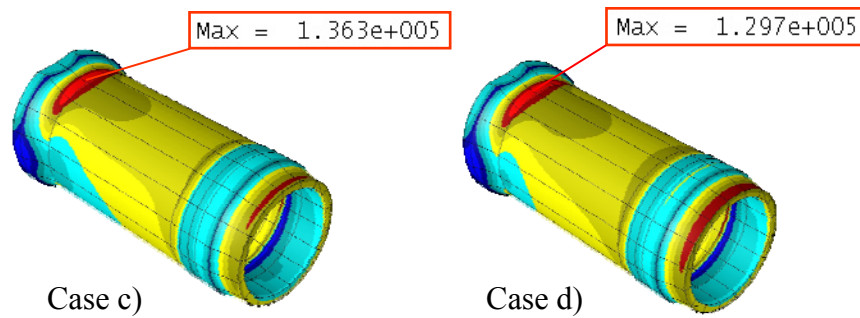 Max = 1.363e+005
Max = 1.297e+005
Case c)
Case d)